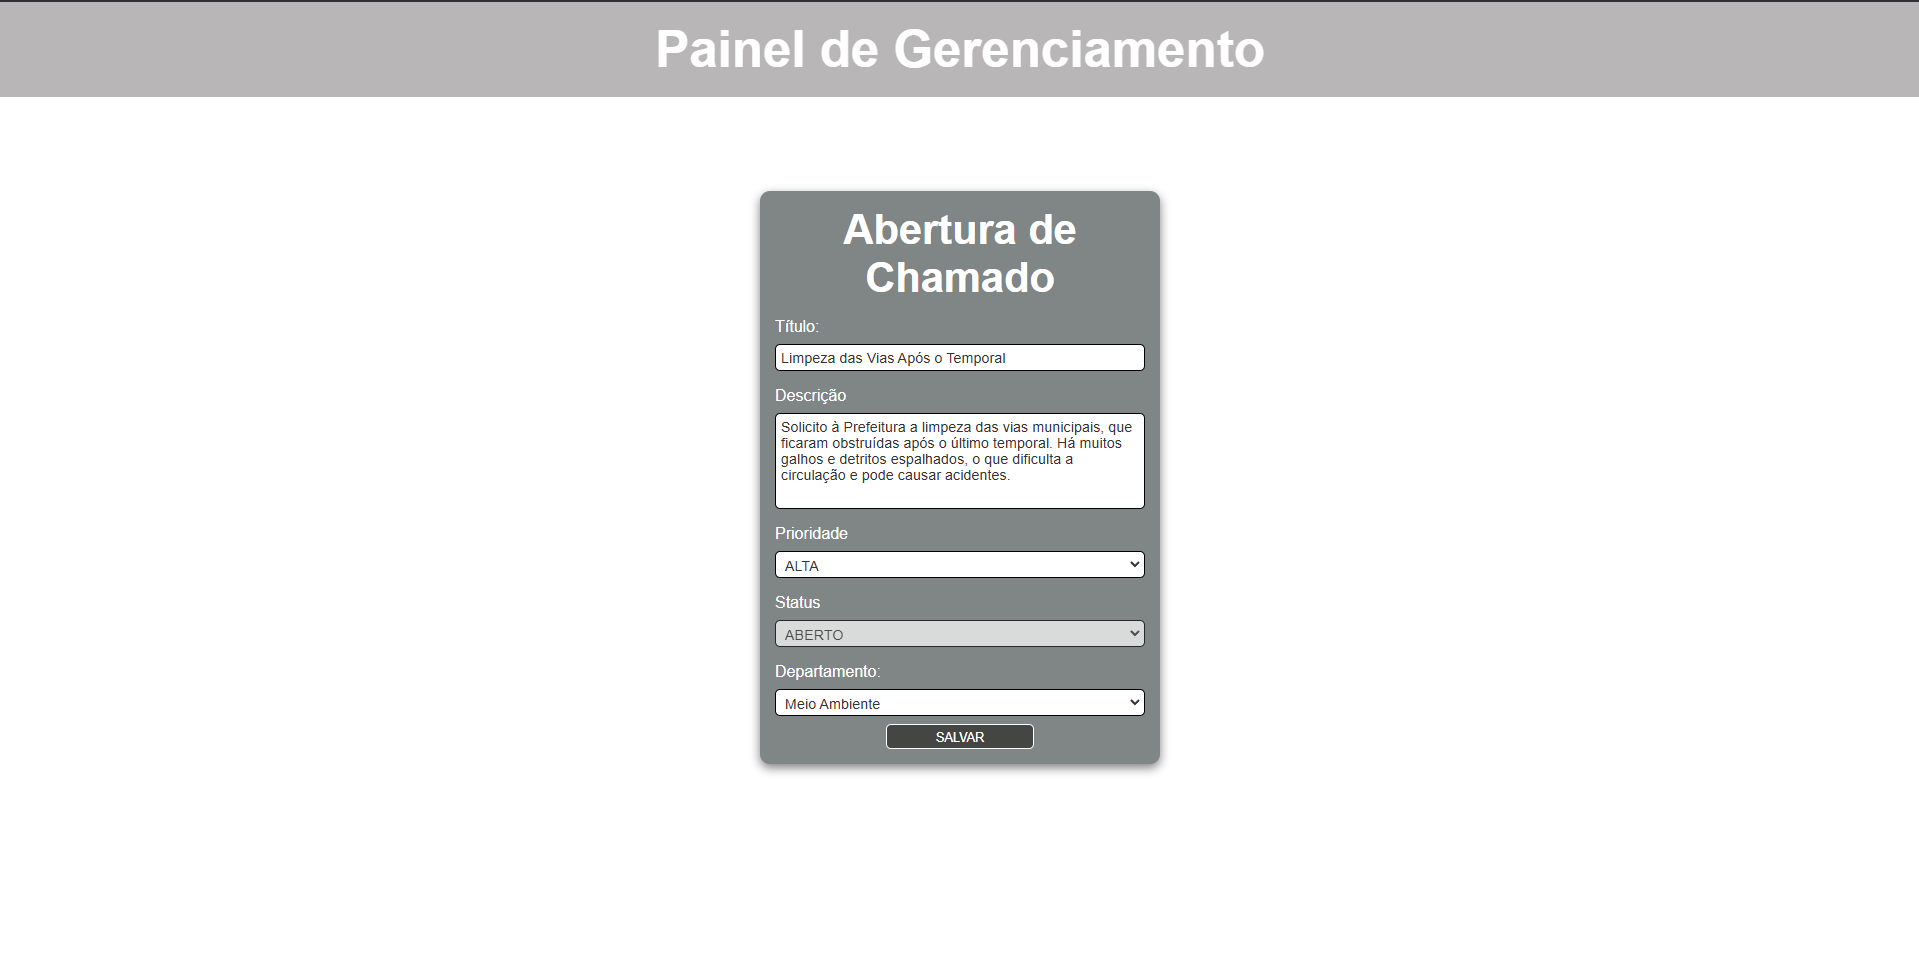 Painel de Gerenciamento
Abertura de
Chamado
Título:
Limpeza das Vias Após o Temporal
Descrição
Solicito à Prefeitura a limpeza das vias municipais, que
ficaram obstruídas após o último temporal. Há muitos
galhos e detritos espalhados, o que dificulta a
circulação e pode causar acidentes.
Prioridade
ALTA
Status
ABERTO
Departamento:
Meio Ambiente
SALVAR